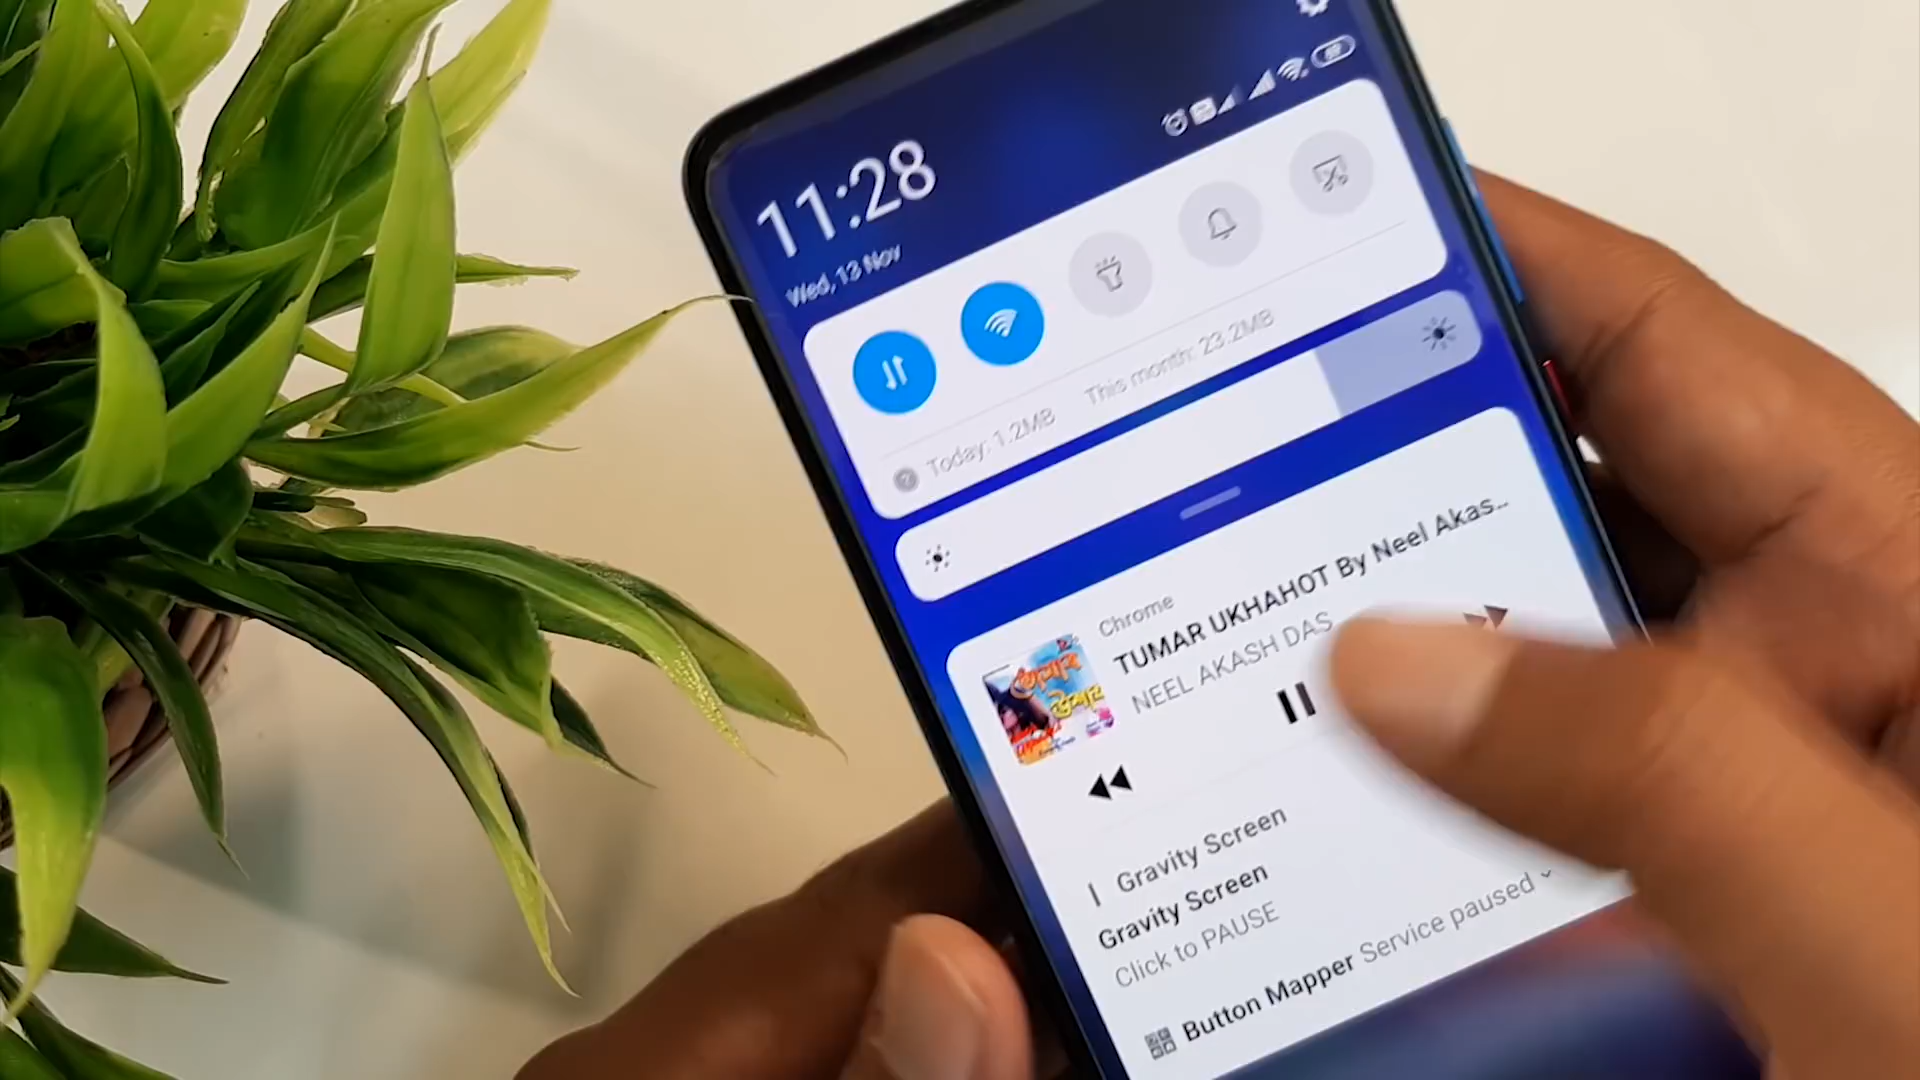 11:28
Wed, 13 Nov
Today: 1.2MB
This month: 23.2MB
Chrome
TUMAR UKHAHOT By Neel Akas...
NEEL AKASH DAS
Gravity Screen
Gravity Screen
Click to PAUSE
Button Mapper Service paused